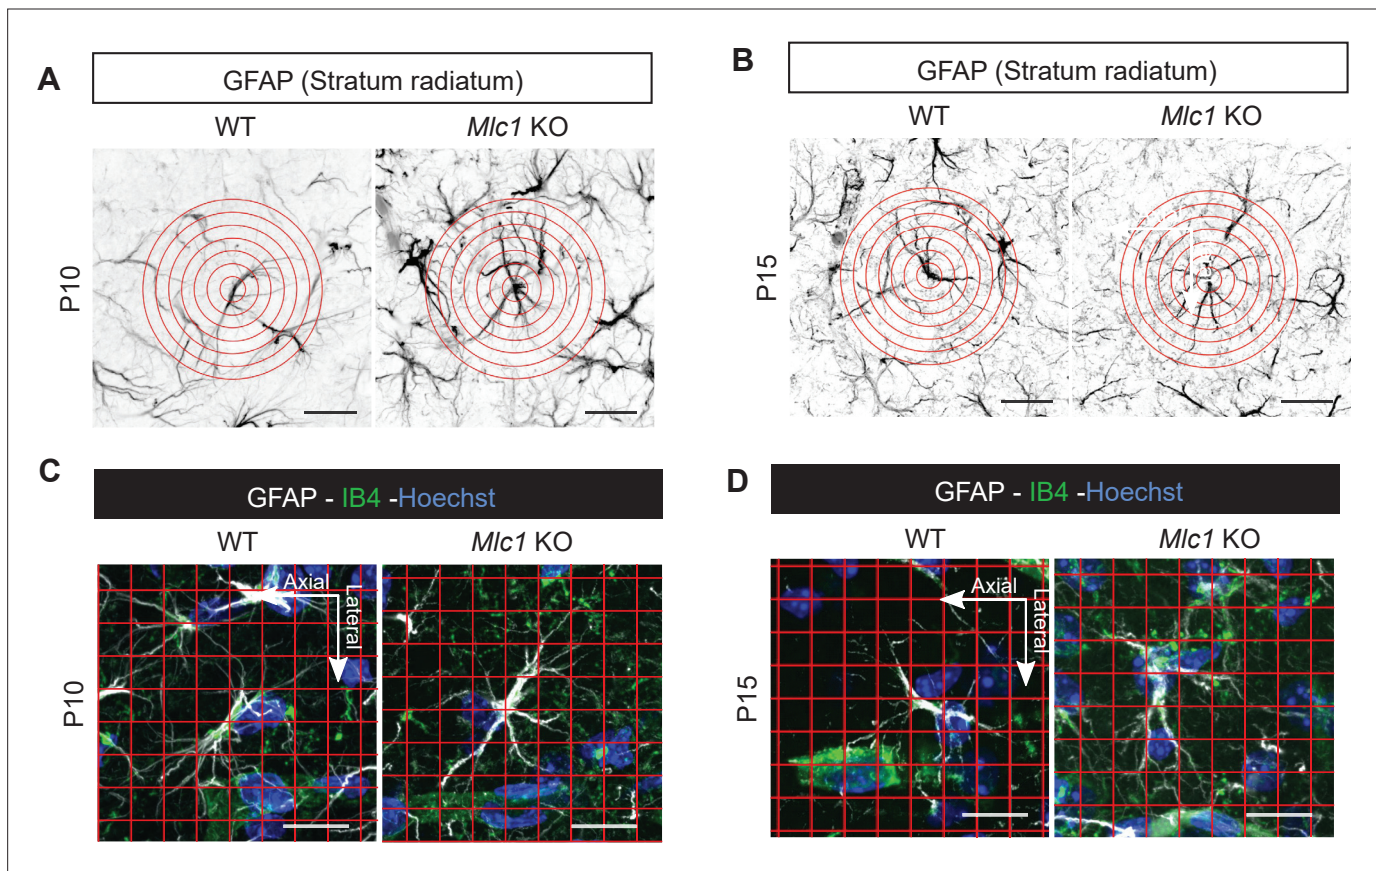 A
GFAP (Stratum radiatum)
WT
Mlc1 KO
P10
B
GFAP (Stratum radiatum)
WT
Mlc1 KO
P15
C
GFAP - IB4 -Hoechst
WT
Mlc1 KO
P10
Axial
Lateral
D
GFAP - IB4 -Hoechst
WT
Mlc1 KO
P15
Axial
Lateral